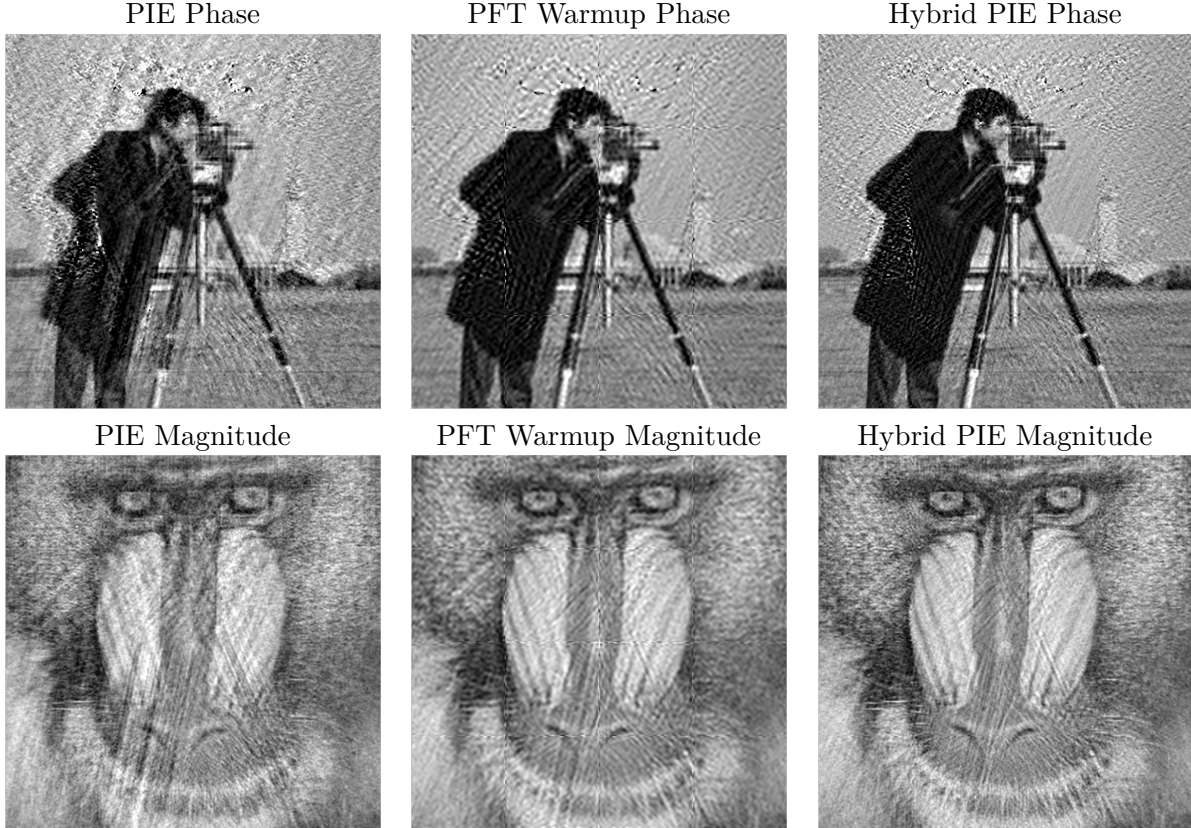 PIE Phase
PFT Warmup Phase
Hybrid PIE Phase
PIE Magnitude
PFT Warmup Magnitude
Hybrid PIE Magnitude